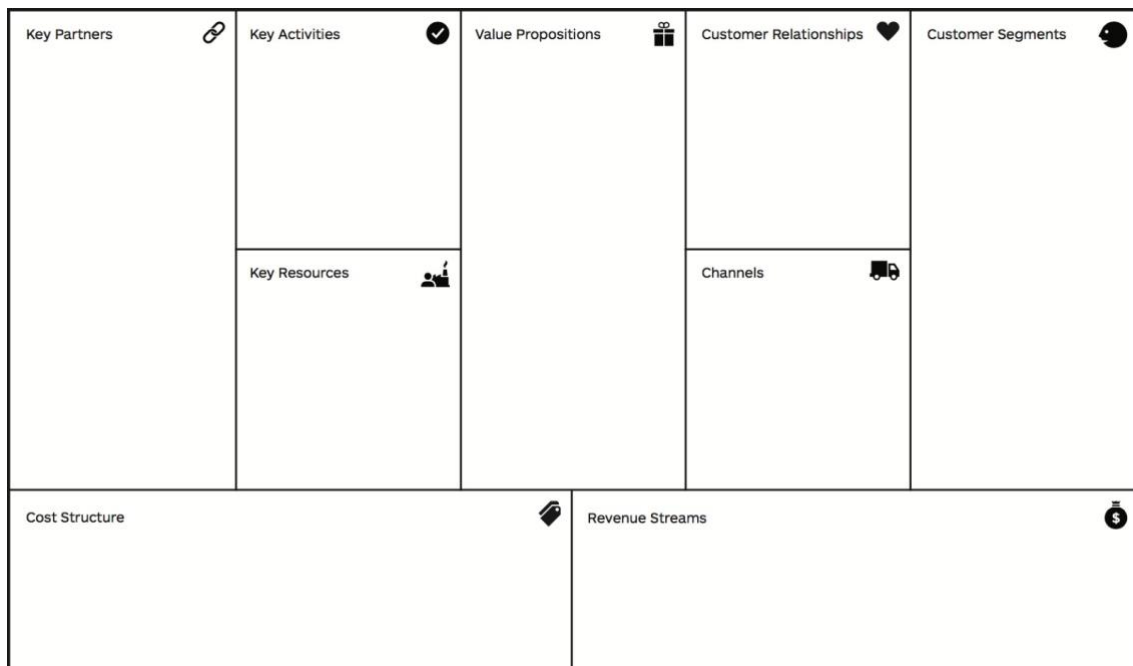 Key Partners
Key Activities
Value Propositions
Customer Relationships
Customer Segments
Key Resources
Channels
Cost Structure
Revenue Streams
$